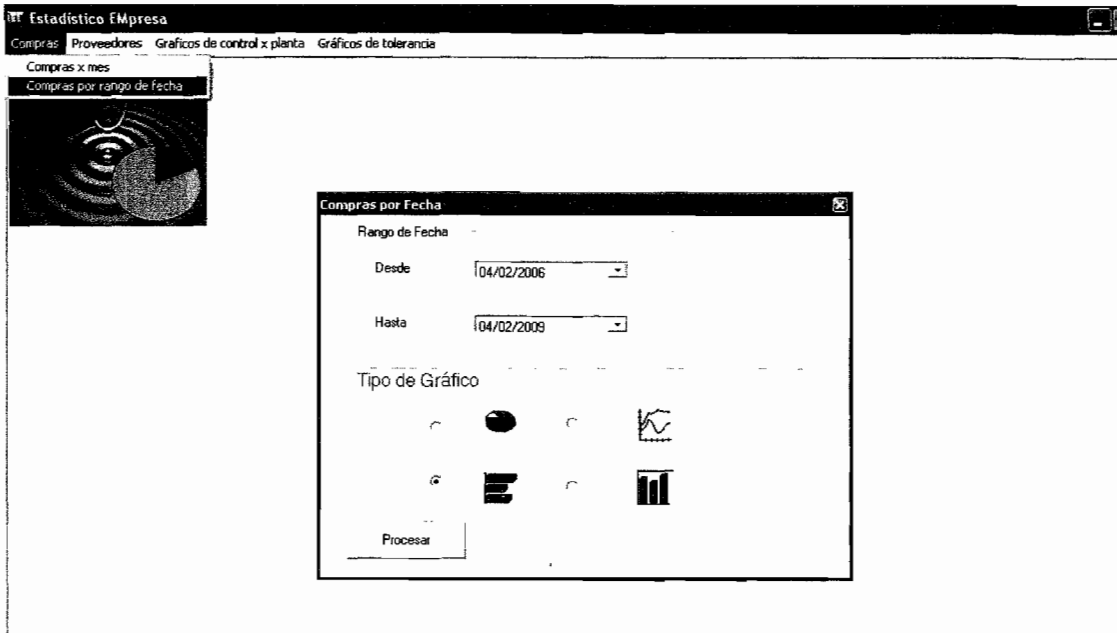 Estadístico EMpresa
Compras Proveedores Graficos de control x planta Gráficos de tolerancia
Compras x mes
Compras por rango de fecha
Compras por Fecha
Rango de Fecha
Desde 04/02/2006
Hasta 04/02/2009
Tipo de Gráfico
Procesar